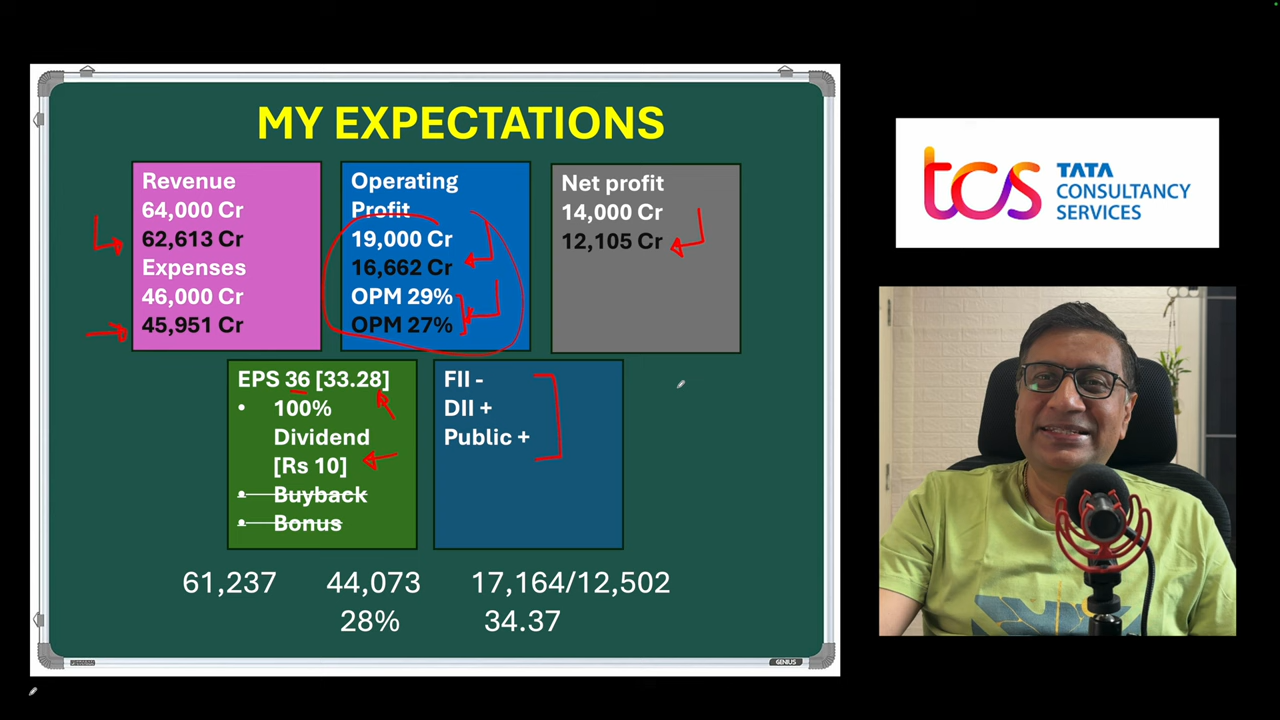 MY EXPECTATIONS
Revenue
64,000 Cr
62,613 Cr
Expenses
46,000 Cr
45,951 Cr
Operating
Profit
19,000 Cr
16,662 Cr
OPM 29%
OPM 27%
Net profit
14,000 Cr
12,105 Cr
EPS 36 [33.28]
• 100%
Dividend
[Rs 10]
• Buyback
• Bonus
FII -
DII +
Public +
61,237 44,073 17,164/12,502
28% 34.37
GENIUS
tcs
TATA
CONSULTANCY
SERVICES